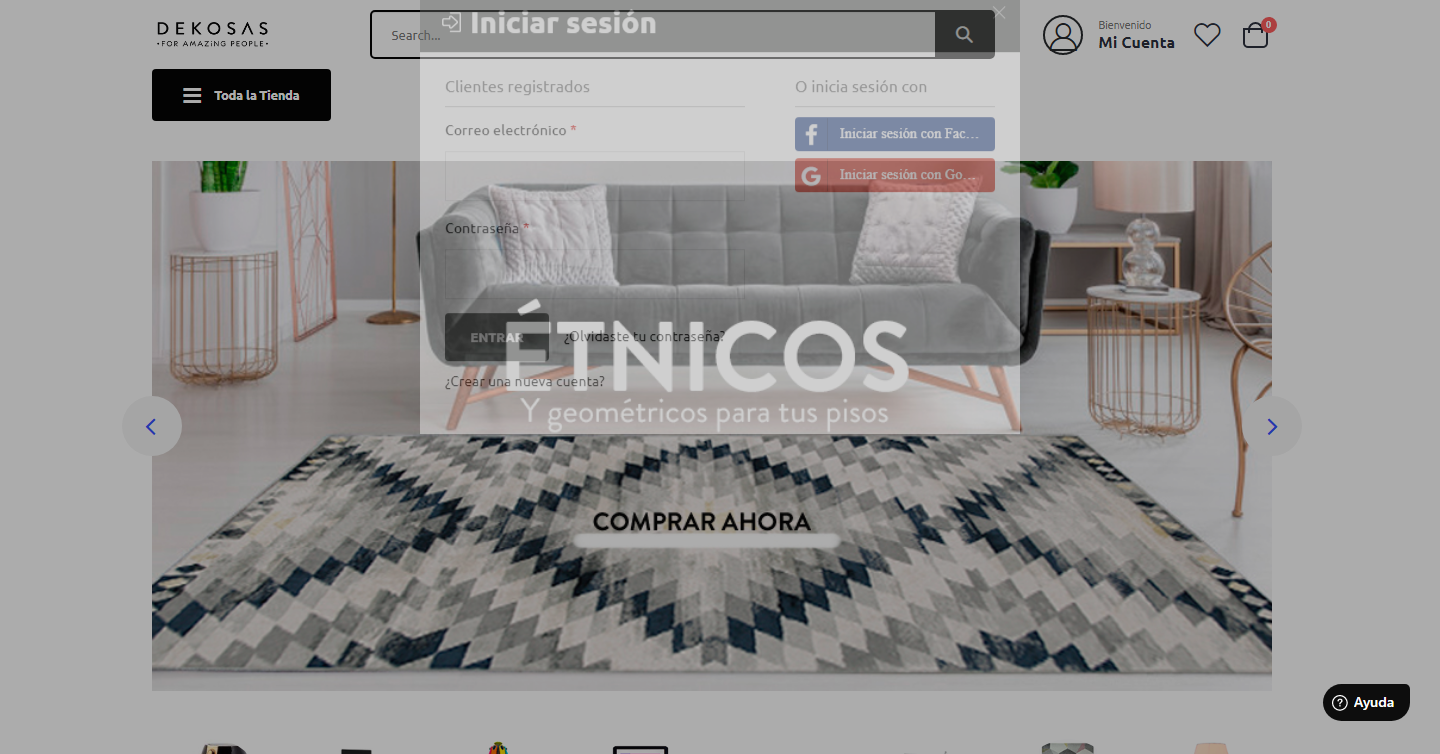 DEKOSAS
•FOR AMAZiNG PEOPLE•
Search...
Iniciar sesión
Bienvenido
Mi Cuenta
0
Toda la Tienda
Clientes registrados
O inicia sesión con
Correo electrónico *
Iniciar sesión con Fac...
Iniciar sesión con Go...
Contraseña *
ENTRAR
¿Olvidaste tu contraseña?
¿Crear una nueva cuenta?
ÉTNICOS
Y geométricos para tus pisos
COMPRAR AHORA
Ayuda